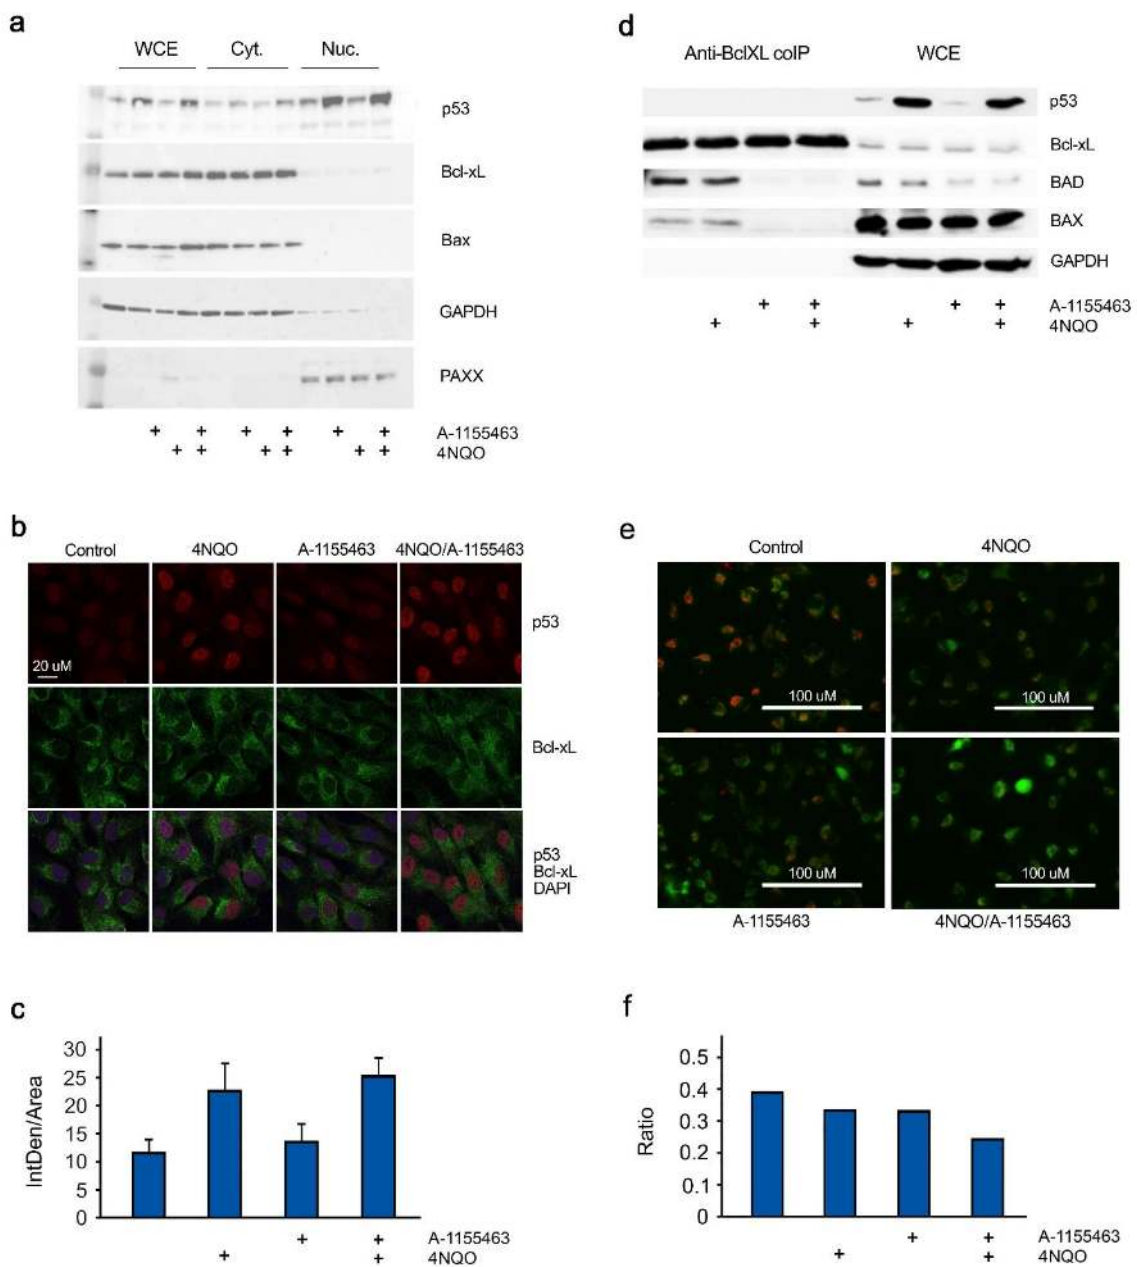 a
WCE Cyt. Nuc.
p53
Bcl-xL
Bax
GAPDH
PAXX
+ + + + + + A-1155463
+ + + + + + 4NQO
b
Control 4NQO A-1155463 4NQO/A-1155463
p53
20 uM
Bcl-xL
p53
Bcl-xL
DAPI
c
30
25
20
15
10
5
0
IntDen/Area
+ + A-1155463
+ + 4NQO
d
Anti-BclXL coIP WCE
p53
Bcl-xL
BAD
BAX
GAPDH
+ + + + A-1155463
+ + + + 4NQO
e
Control 4NQO
100 uM 100 uM
100 uM 100 uM
A-1155463 4NQO/A-1155463
f
0.5
0.4
0.3
0.2
0.1
0
Ratio
+ + A-1155463
+ + 4NQO